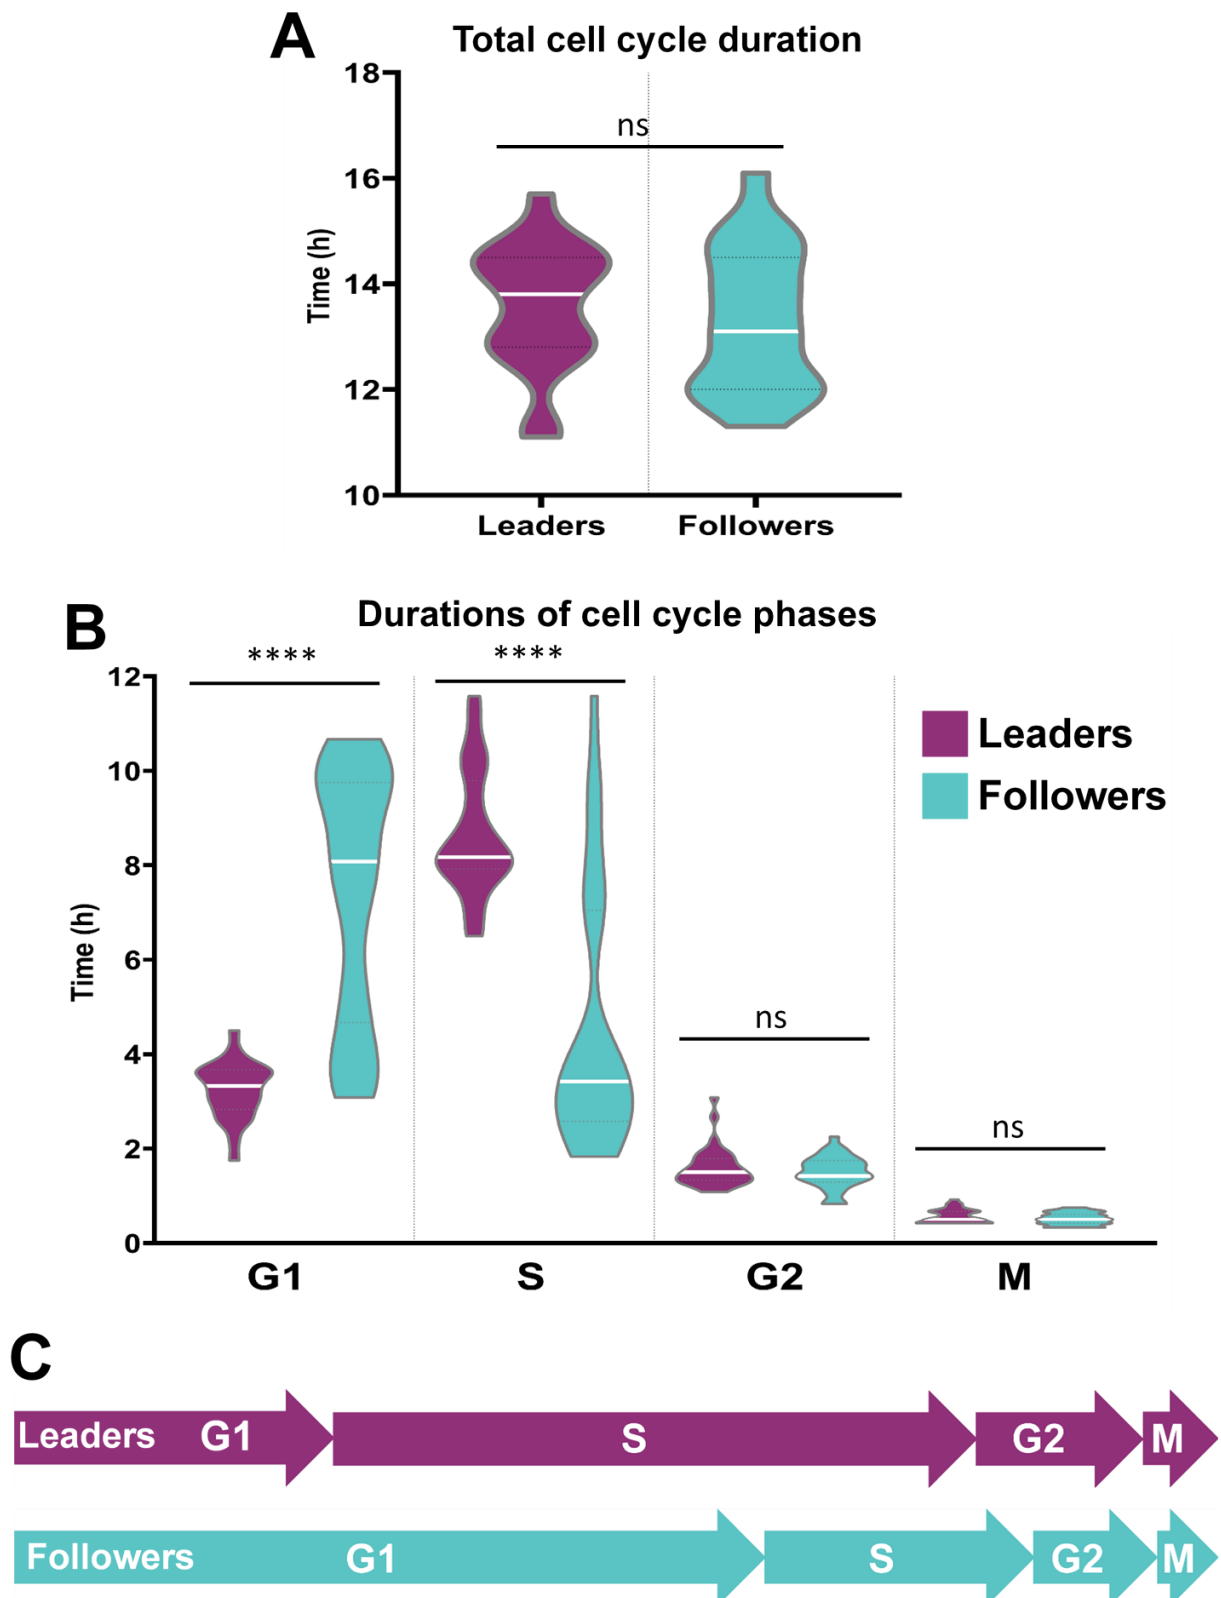 A
Total cell cycle duration
18
ns
16
Time (h)
14
12
10
Leaders
Followers
B
Durations of cell cycle phases
****
****
12
Leaders
10
Followers
8
Time (h)
6
4
ns
2
ns
0
G1
S
G2
M
C
Leaders G1 S G2 M
Followers G1 S G2 M